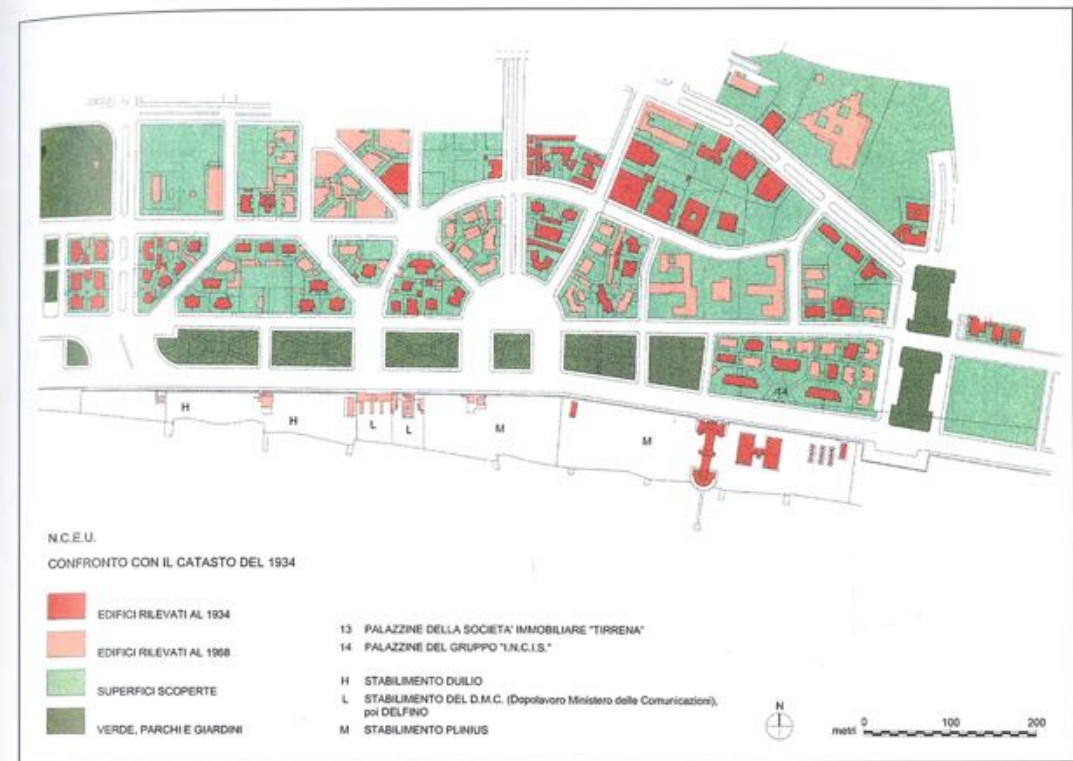 H
H
L
L
M
M
14
N.C.E.U.
CONFRONTO CON IL CATASTO DEL 1934
EDIFICI RILEVATI AL 1934
EDIFICI RILEVATI AL 1968
SUPERFICI SCOPERTE
VERDE, PARCHI E GIARDINI
13 PALAZZINE DELLA SOCIETA' IMMOBILIARE "TIRRENA"
14 PALAZZINE DEL GRUPPO "I.N.C.I.S."
H STABILIMENTO DUILIO
L STABILIMENTO DEL D.M.C. (Dopolavoro Ministero delle Comunicazioni),
poi DELFINO
M STABILIMENTO PLINIUS
N
metri 0 100 200